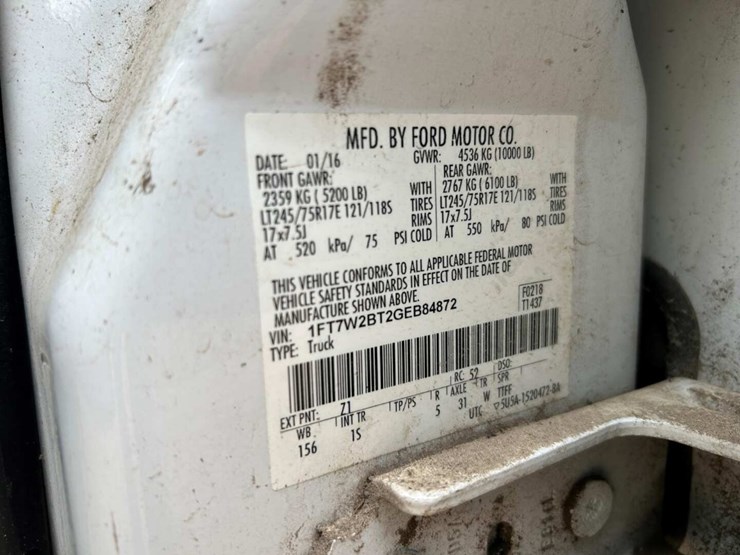 MFD. BY FORD MOTOR CO.
DATE: 01/16 GVWR: 4536 KG (10000 LB)
FRONT GAWR: REAR GAWR:
2359 KG ( 5200 LB) WITH 2767 KG ( 6100 LB) WITH
LT245/75R17E 121/118S TIRES LT245/75R17E 121/118S TIRES
17x7.5J RIMS 17x7.5J RIMS
AT 520 kPa/ 75 PSI COLD AT 550 kPa/ 80 PSI COLD
THIS VEHICLE CONFORMS TO ALL APPLICABLE FEDERAL MOTOR
VEHICLE SAFETY STANDARDS IN EFFECT ON THE DATE OF
MANUFACTURE SHOWN ABOVE.
VIN: 1FT7W2BT2GEB84872 F0218
TYPE: Truck T1437
EXT PNT: Z1 RC: 52 DSO:
WB INT TR TP/PS R AXLE TR SPR
156 1S 5 31 W TTFF
UTC 5U5A-1520472-BA